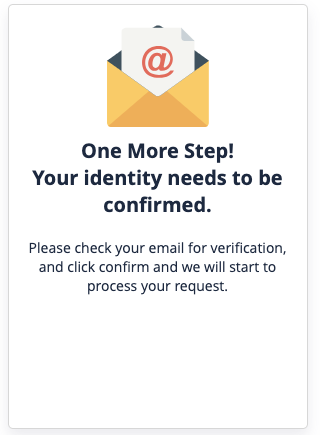 @
One More Step!
Your identity needs to be
confirmed.
Please check your email for verification,
and click confirm and we will start to
process your request.